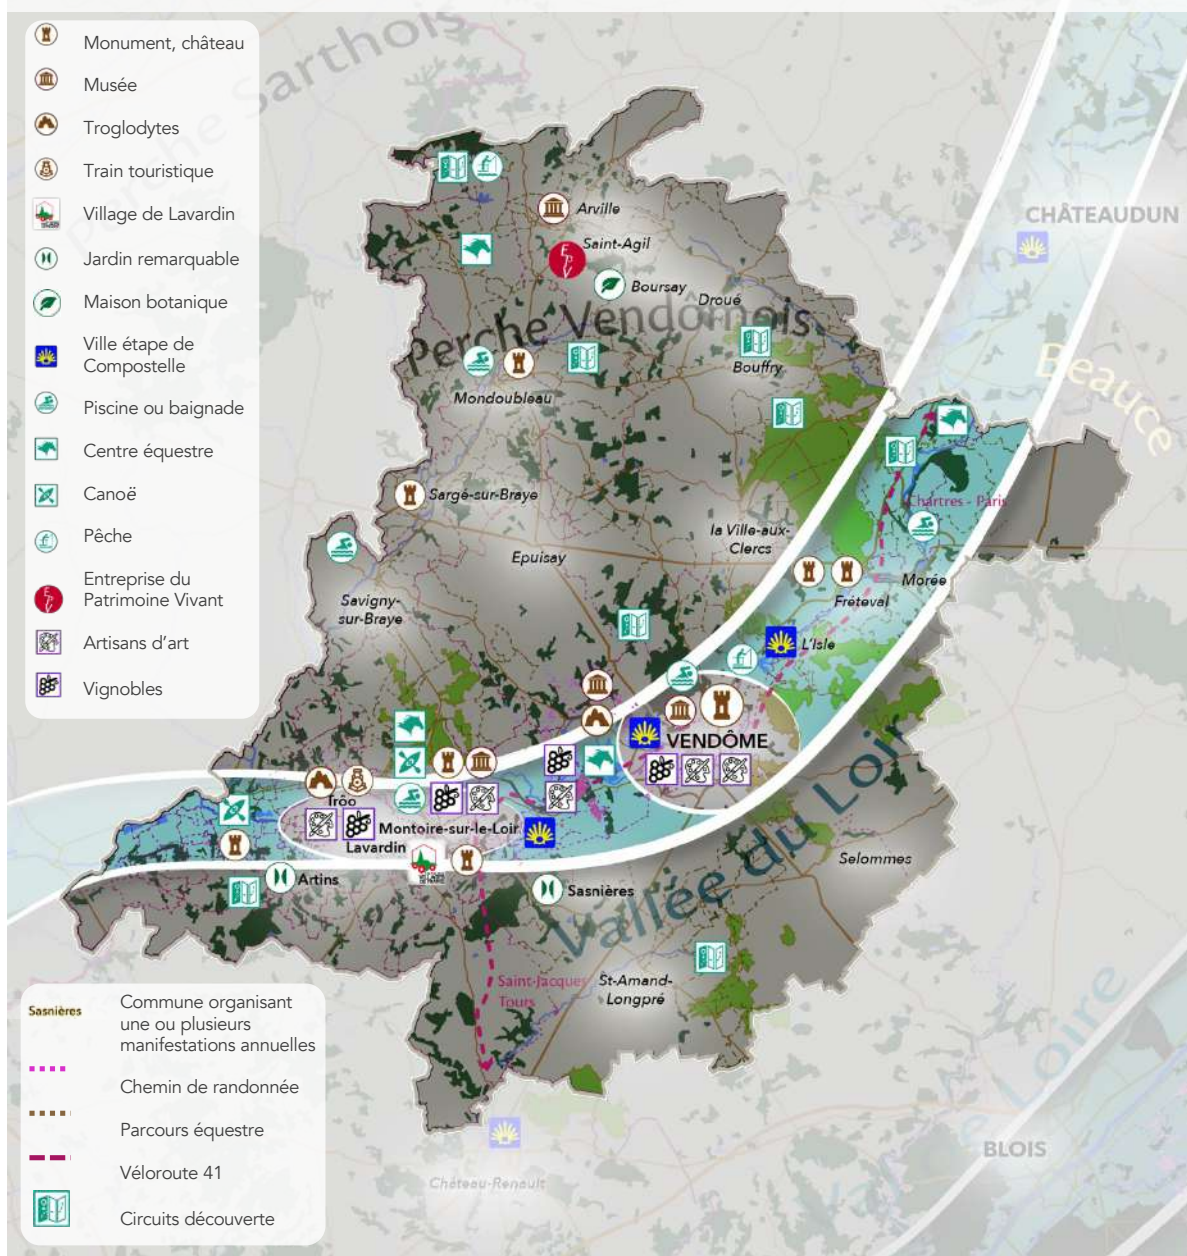 Perche Sarthois
Monument, château
Musée
Troglodytes
Train touristique
Village de Lavardin
Jardin remarquable
Maison botanique
Ville étape de
Compostelle
Piscine ou baignade
Centre équestre
Canoë
Pêche
Entreprise du
Patrimoine Vivant
Artisans d'art
Vignobles
Arville
CHÂTEAUDUN
Saint-Agil
EPV
Boursay
Droué
Perche Vendômois
Bouffry
Beauce
Mondoubleau
Sargé-sur-Braye
Chartres - Paris
la Ville-aux-
Clercs
Epuisay
Morée
Fréteval
Savigny-
sur-Braye
L'Isle
VENDÔME
Trôo
Montoire-sur-le-Loir
Lavardin
Vallée du Loir
Selommes
Artins
Sasnières
Saint-Jacques
Tours
St-Amand-
Longpré
Sasnières
Commune organisant
une ou plusieurs
manifestations annuelles
Chemin de randonnée
Parcours équestre
Véloroute 41
Circuits découverte
BLOIS
Château-Renault
Loire